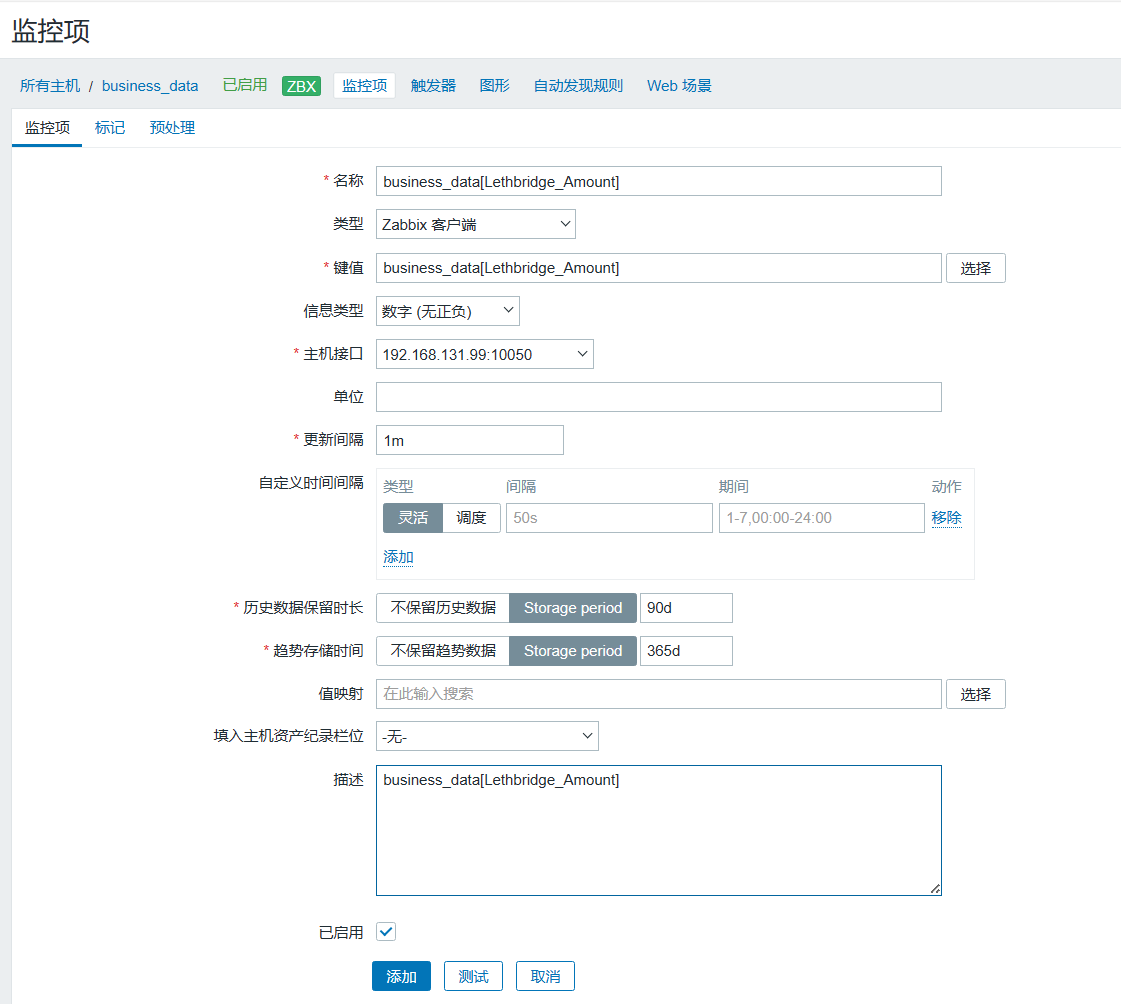 监控项
所有主机 / business_data 已启用 ZBX 监控项 触发器 图形 自动发现规则 Web 场景
监控项 标记 预处理
* 名称 business_data[Lethbridge_Amount]
类型 Zabbix 客户端
* 键值 business_data[Lethbridge_Amount] 选择
信息类型 数字 (无正负)
* 主机接口 192.168.131.99:10050
单位
* 更新间隔 1m
自定义时间间隔 类型 间隔 期间 动作
灵活 调度 50s 1-7,00:00-24:00 移除
添加
* 历史数据保留时长 不保留历史数据 Storage period 90d
* 趋势存储时间 不保留趋势数据 Storage period 365d
值映射 在此输入搜索 选择
填入主机资产纪录栏位 -无-
描述 business_data[Lethbridge_Amount]
已启用
添加 测试 取消